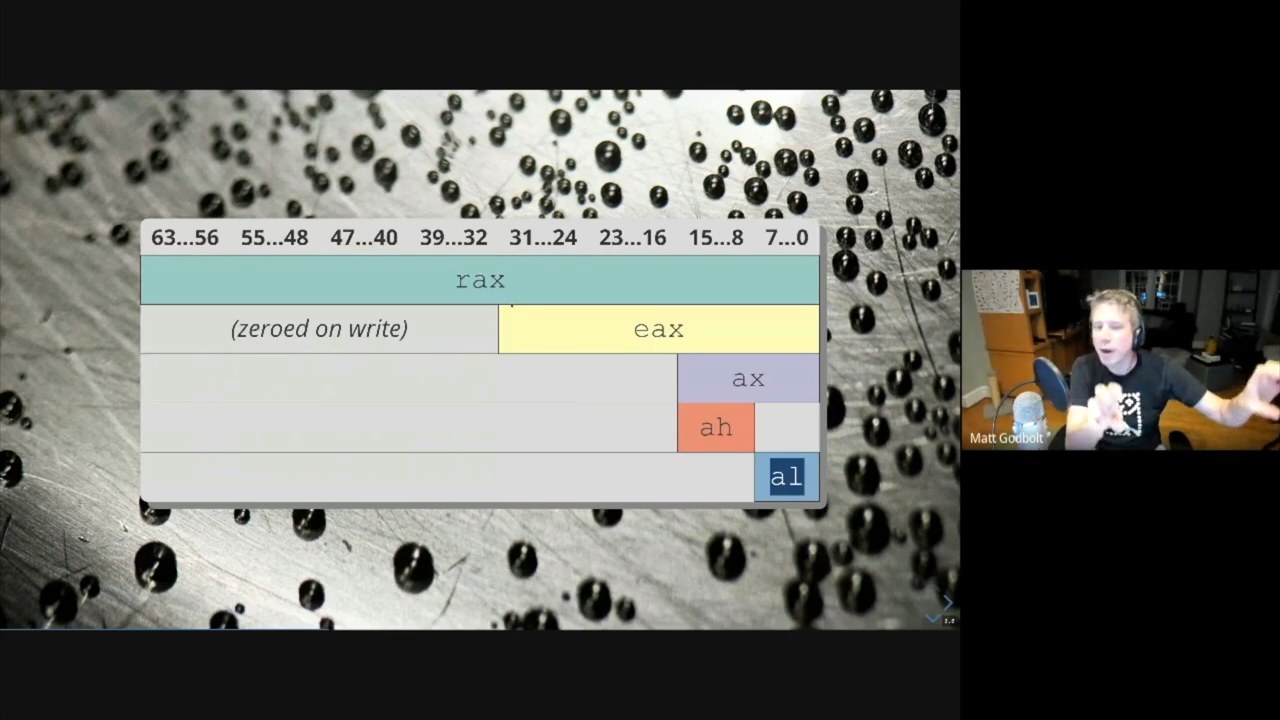 63...56 55...48 47...40 39...32 31...24 23...16 15...8 7...0
rax
(zeroed on write) eax
ax
ah
al
Matt Godbolt